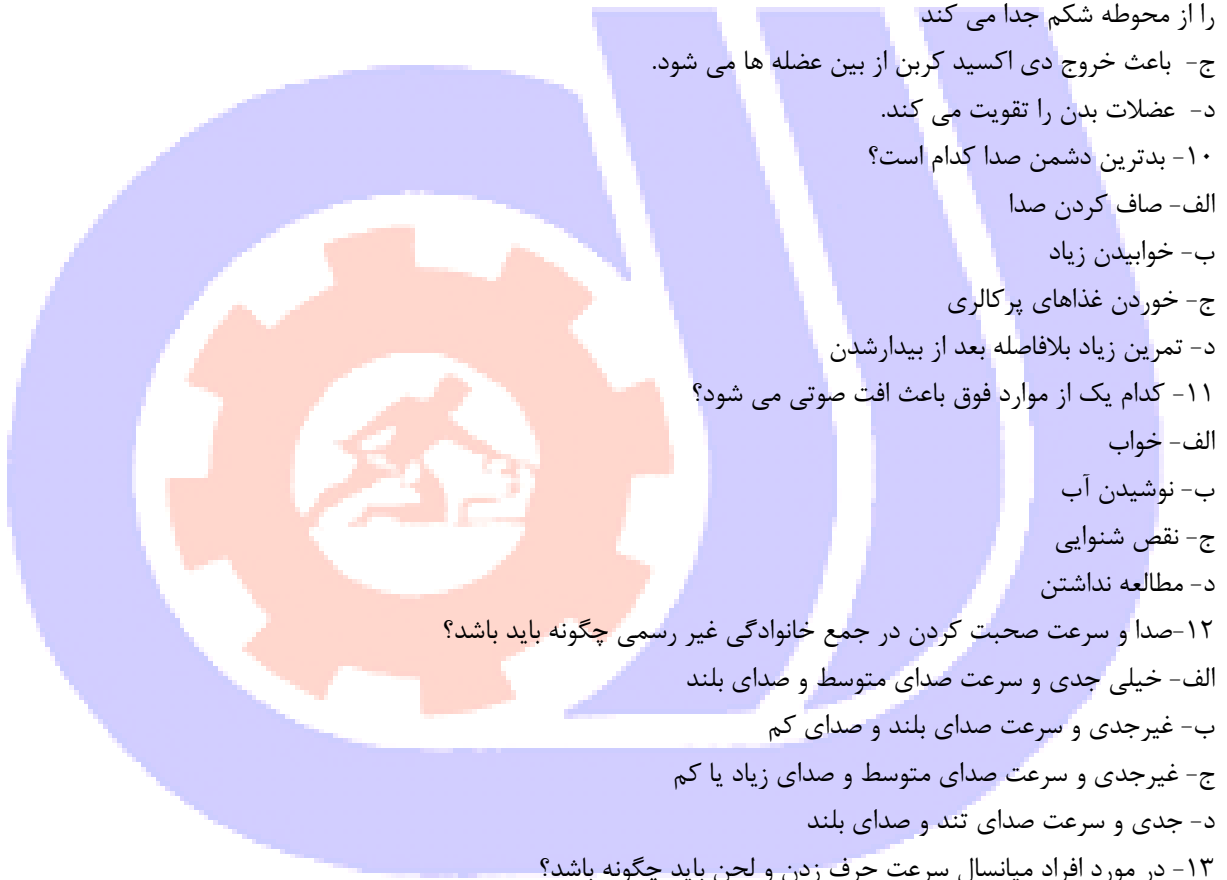 را از محوطه شکم جدا می کند
ج- باعث خروج دی اکسید کربن از بین عضله ها می شود.
د- عضلات بدن را تقویت می کند.
۱۰- بدترین دشمن صدا کدام است؟
الف- صاف کردن صدا
ب- خوابیدن زیاد
ج- خوردن غذاهای پرکالری
د- تمرین زیاد بلافاصله بعد از بیدارشدن
۱۱- کدام یک از موارد فوق باعث افت صوتی می شود؟
الف- خواب
ب- نوشیدن آب
ج- نقص شنوایی
د- مطالعه نداشتن
۱۲-صدا و سرعت صحبت کردن در جمع خانوادگی غیر رسمی چگونه باید باشد؟
الف- خیلی جدی و سرعت صدای متوسط و صدای بلند
ب- غیرجدی و سرعت صدای بلند و صدای کم
ج- غیرجدی و سرعت صدای متوسط و صدای زیاد یا کم
د- جدی و سرعت صدای تند و صدای بلند
۱۳- در مورد افراد میانسال سرعت حرف زدن و لحن باید چگونه باشد؟